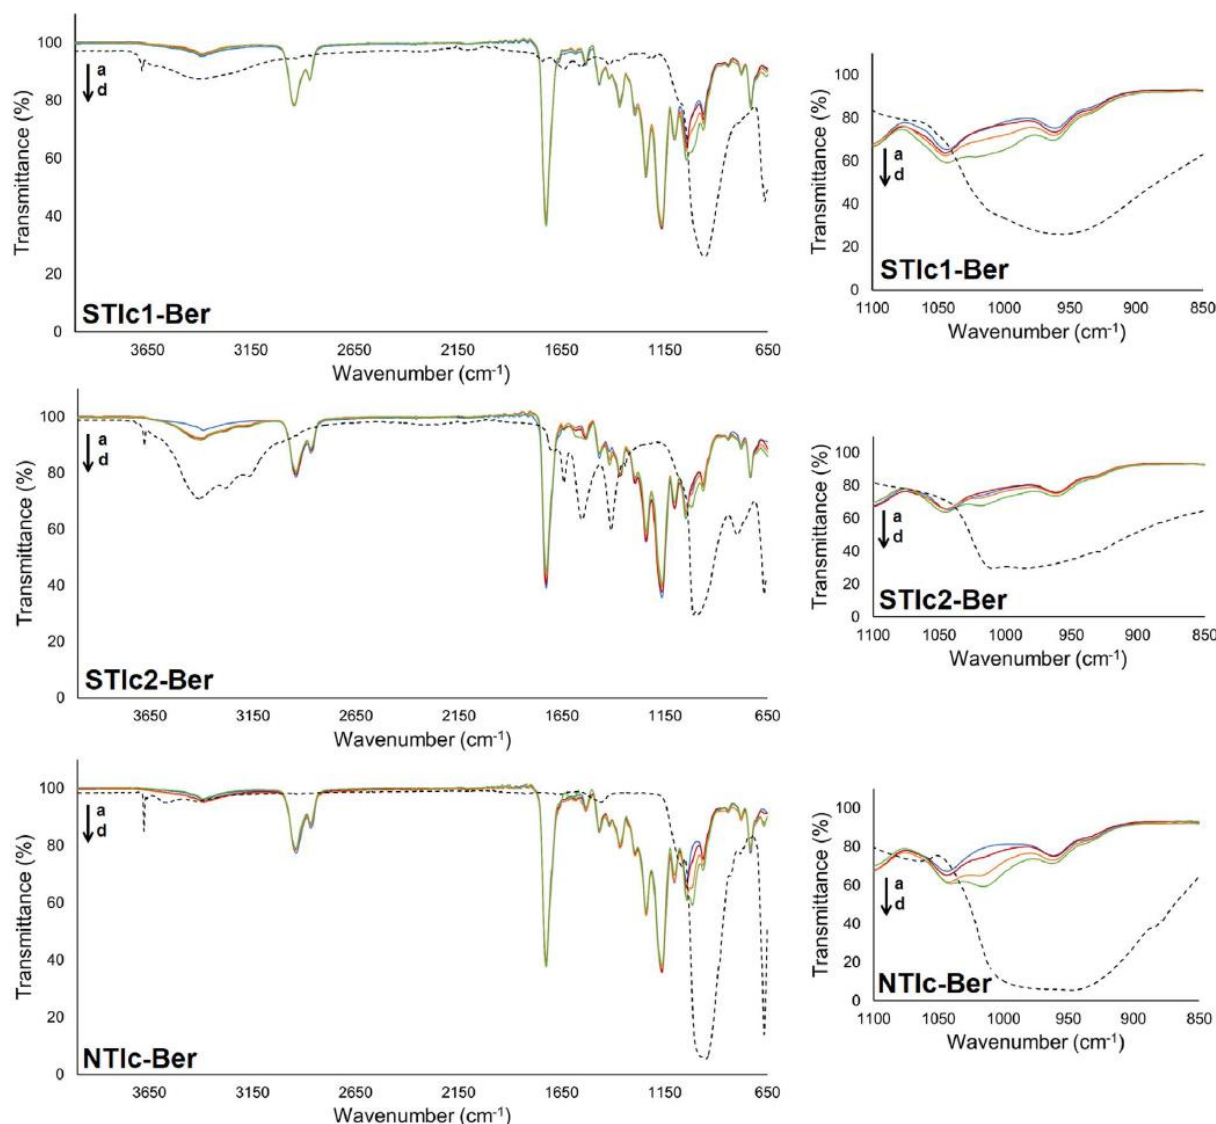 100
80
60
40
20
0
Transmittance (%)
a
d
STIc1-Ber
3650 3150 2650 2150 1650 1150 650
Wavenumber (cm-1)
100
80
60
40
20
0
Transmittance (%)
a
d
STIc1-Ber
1100 1050 1000 950 900 850
Wavenumber (cm-1)
100
80
60
40
20
0
Transmittance (%)
a
d
STIc2-Ber
3650 3150 2650 2150 1650 1150 650
Wavenumber (cm-1)
100
80
60
40
20
0
Transmittance (%)
a
d
STIc2-Ber
1100 1050 1000 950 900 850
Wavenumber (cm-1)
100
80
60
40
20
0
Transmittance (%)
a
d
NTIc-Ber
3650 3150 2650 2150 1650 1150 650
Wavenumber (cm-1)
100
80
60
40
20
0
Transmittance (%)
a
d
NTIc-Ber
1100 1050 1000 950 900 850
Wavenumber (cm-1)